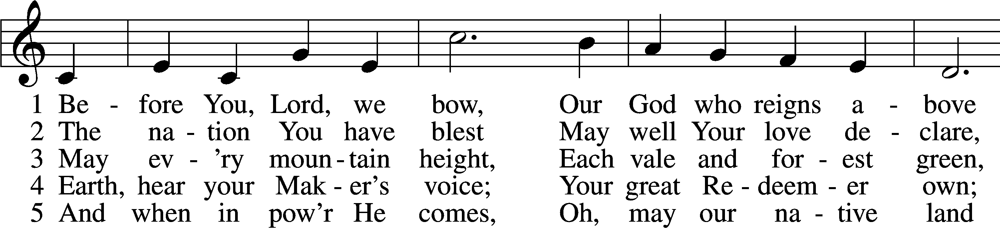 1 Be - fore You, Lord, we bow, Our God who reigns a - bove
2 The na - tion You have blest May well Your love de - clare,
3 May ev - ’ry moun - tain height, Each vale and for - est green,
4 Earth, hear your Mak - er’s voice; Your great Re - deem - er own;
5 And when in pow’r He comes, Oh, may our na - tive land